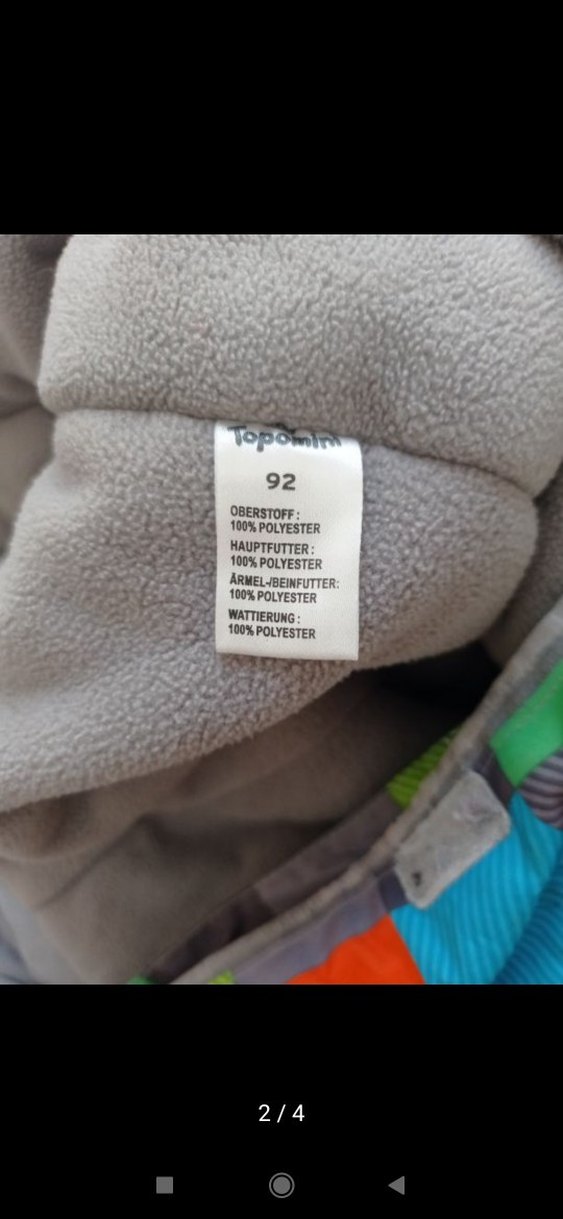 Topomini
92
OBERSTOFF:
100% POLYESTER
HAUPTFUTTER:
100% POLYESTER
ÄRMEL-/BEINFUTTER:
100% POLYESTER
WATTIERUNG:
100% POLYESTER
2 / 4